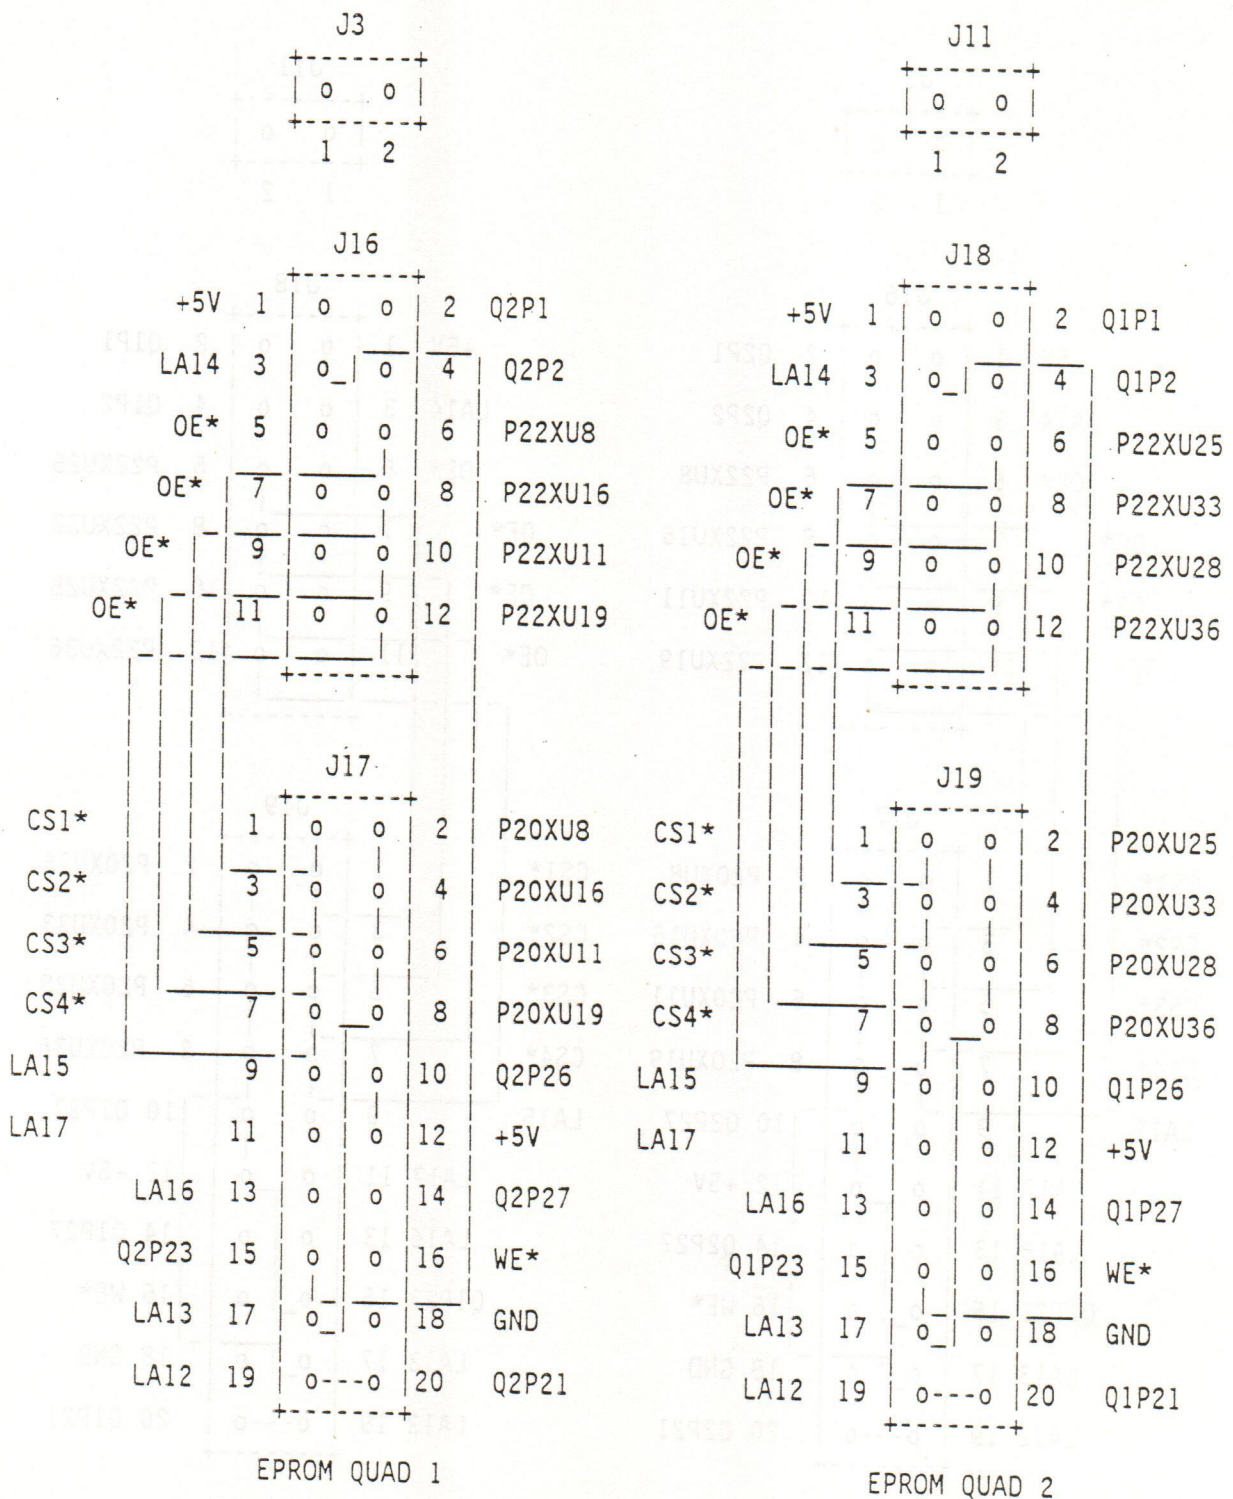 J3
o o
1 2
J16
+5V 1 o o 2 Q2P1
LA14 3 o o 4 Q2P2
OE* 5 o o 6 P22XU8
OE* 7 o o 8 P22XU16
OE* 9 o o 10 P22XU11
OE* 11 o o 12 P22XU19
J17
CS1* 1 o o 2 P20XU8
CS2* 3 o o 4 P20XU16
CS3* 5 o o 6 P20XU11
CS4* 7 o o 8 P20XU19
LA15 9 o o 10 Q2P26
LA17 11 o o 12 +5V
LA16 13 o o 14 Q2P27
Q2P23 15 o o 16 WE*
LA13 17 o o 18 GND
LA12 19 o---o 20 Q2P21
EPROM QUAD 1
J11
o o
1 2
J18
+5V 1 o o 2 Q1P1
LA14 3 o o 4 Q1P2
OE* 5 o o 6 P22XU25
OE* 7 o o 8 P22XU33
OE* 9 o o 10 P22XU28
OE* 11 o o 12 P22XU36
J19
CS1* 1 o o 2 P20XU25
CS2* 3 o o 4 P20XU33
CS3* 5 o o 6 P20XU28
CS4* 7 o o 8 P20XU36
LA15 9 o o 10 Q1P26
LA17 11 o o 12 +5V
LA16 13 o o 14 Q1P27
Q1P23 15 o o 16 WE*
LA13 17 o o 18 GND
LA12 19 o---o 20 Q1P21
EPROM QUAD 2